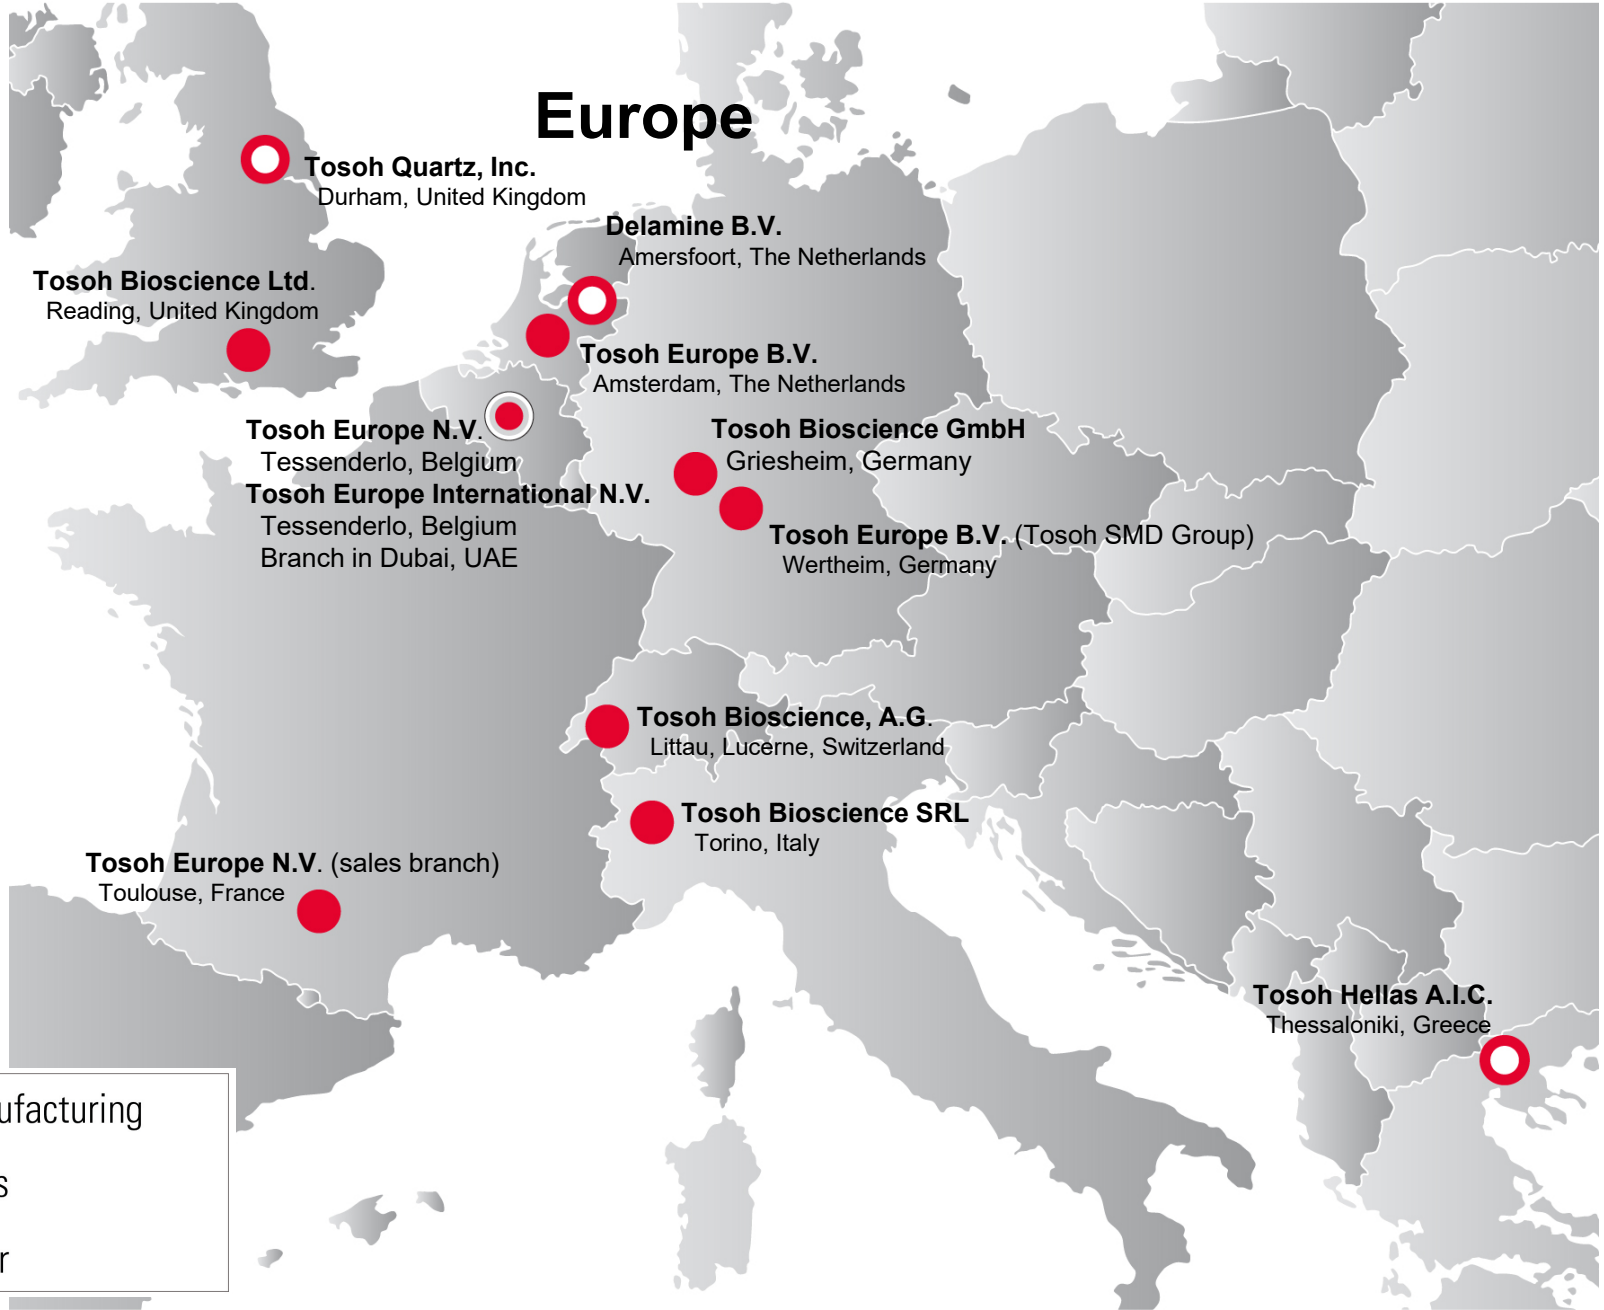 Europe
Tosoh Quartz, Inc.
Durham, United Kingdom
Delamine B.V.
Amersfoort, The Netherlands
Tosoh Bioscience Ltd.
Reading, United Kingdom
Tosoh Europe B.V.
Amsterdam, The Netherlands
Tosoh Europe N.V.
Tessenderlo, Belgium
Tosoh Europe International N.V.
Tessenderlo, Belgium
Branch in Dubai, UAE
Tosoh Bioscience GmbH
Griesheim, Germany
Tosoh Europe B.V. (Tosoh SMD Group)
Wertheim, Germany
Tosoh Bioscience, A.G.
Littau, Lucerne, Switzerland
Tosoh Bioscience SRL
Torino, Italy
Tosoh Europe N.V. (sales branch)
Toulouse, France
Tosoh Hellas A.I.C.
Thessaloniki, Greece
ufacturing
s
r